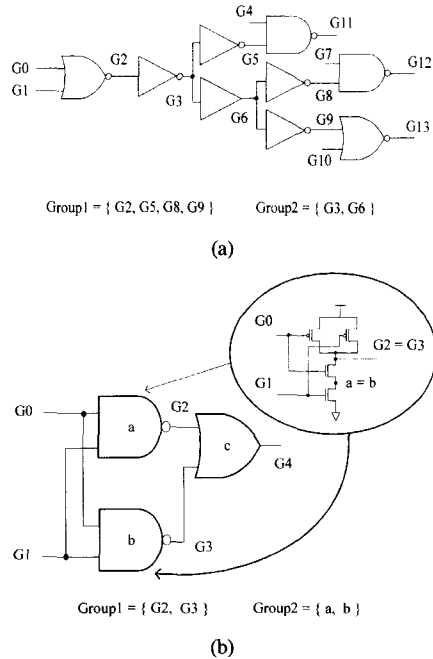 G4
G11
G0
G2
G5
G7
G12
G1
G3
G8
G6
G9
G13
G10
Group1 = { G2, G5, G8, G9 } Group2 = { G3, G6 }
(a)
G0
G2 = G3
G1
a = b
G0
G2
a
c
G4
b
G1
G3
Group1 = { G2, G3 } Group2 = { a, b }
(b)